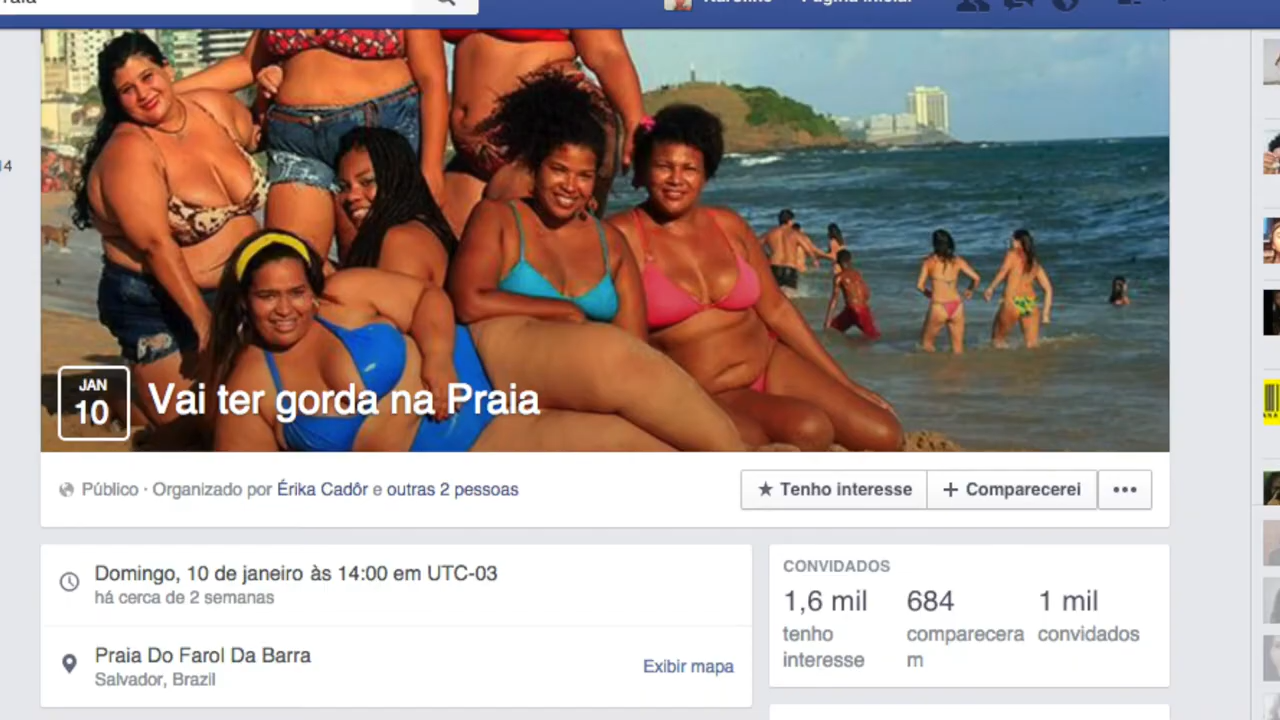 JAN
10
Vai ter gorda na Praia
Público · Organizado por Érika Cadôr e outras 2 pessoas
★ Tenho interesse
+ Comparecerei
Domingo, 10 de janeiro às 14:00 em UTC-03
há cerca de 2 semanas
Praia Do Farol Da Barra
Salvador, Brazil
Exibir mapa
CONVIDADOS
1,6 mil
684
1 mil
tenho
comparecera
convidados
interesse
m